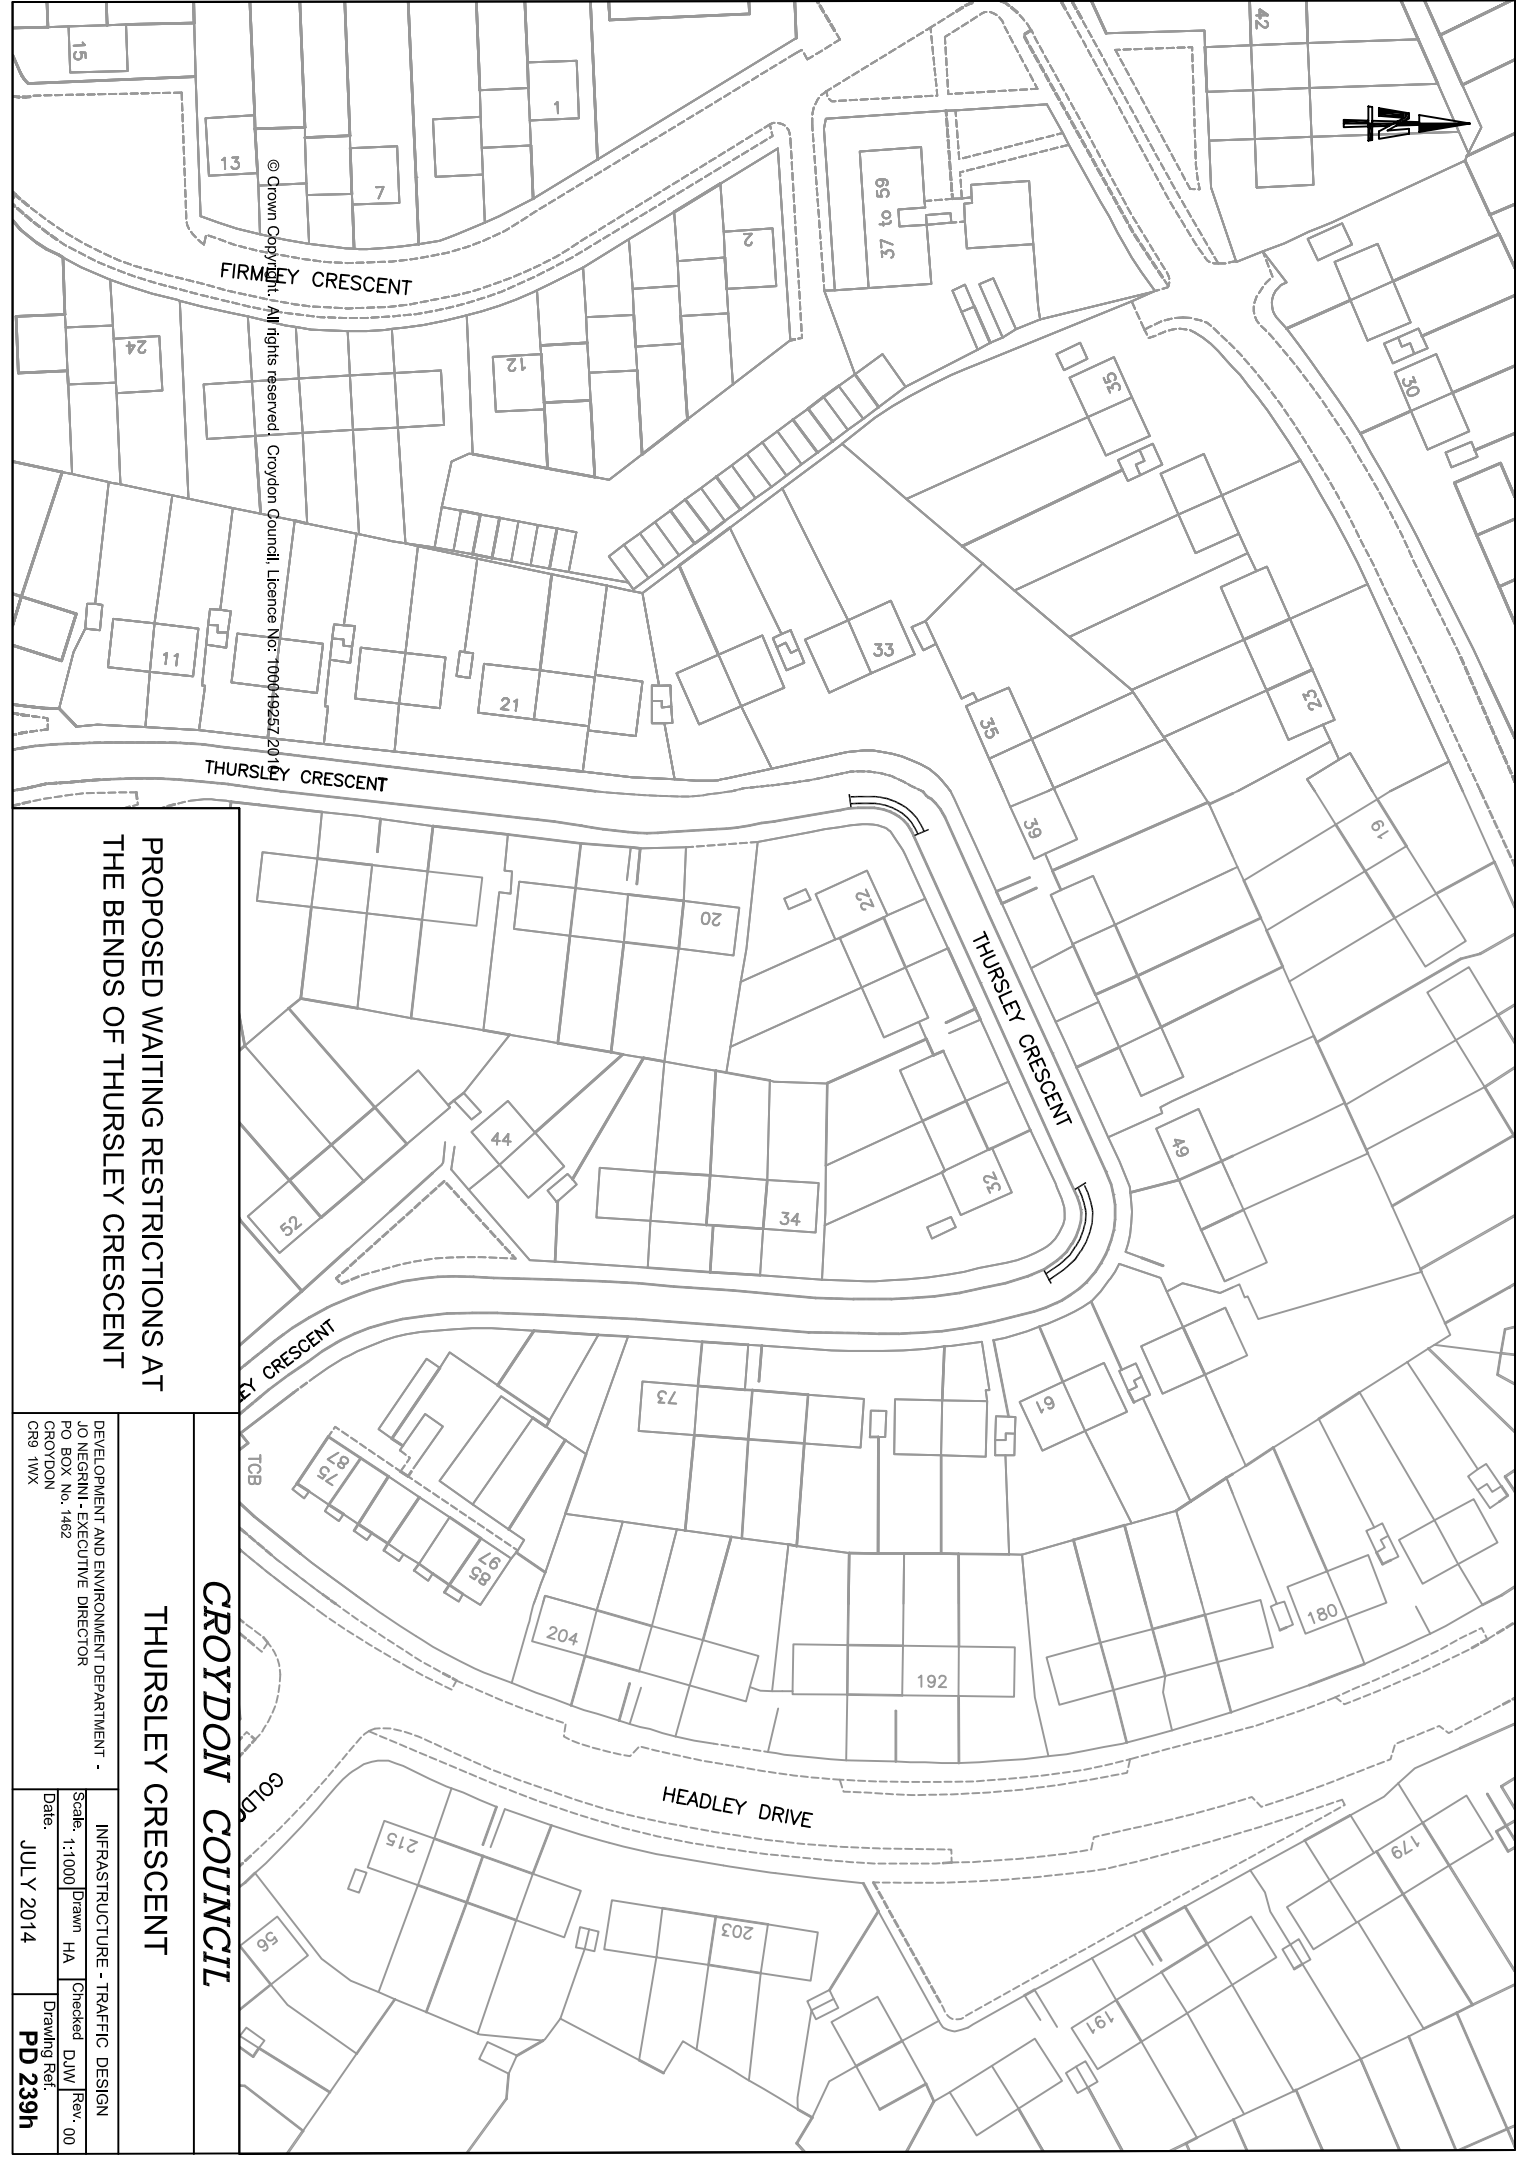 15
13
7
1
2
12
24
42
37 to 59
30
35
23
19
FIRMLEY CRESCENT
© Crown Copyright. All rights reserved. Croydon Council, Licence No: 100019257 2010
11
21
33
35
39
49
THURSLEY CRESCENT
THURSLEY CRESCENT
20
22
32
34
44
52
EY CRESCENT
61
73
75
87
85
97
TCB
204
192
180
HEADLEY DRIVE
GOLDC
215
203
191
179
56
PROPOSED WAITING RESTRICTIONS AT
THE BENDS OF THURSLEY CRESCENT
CROYDON COUNCIL
THURSLEY CRESCENT
DEVELOPMENT AND ENVIRONMENT DEPARTMENT -
JO NEGRINI - EXECUTIVE DIRECTOR
PO BOX No. 1462
CROYDON
CR9 1WX
INFRASTRUCTURE - TRAFFIC DESIGN
Scale. 1:1000 Drawn HA Checked DJW Rev. 00
Date. JULY 2014
Drawing Ref. PD 239h
N